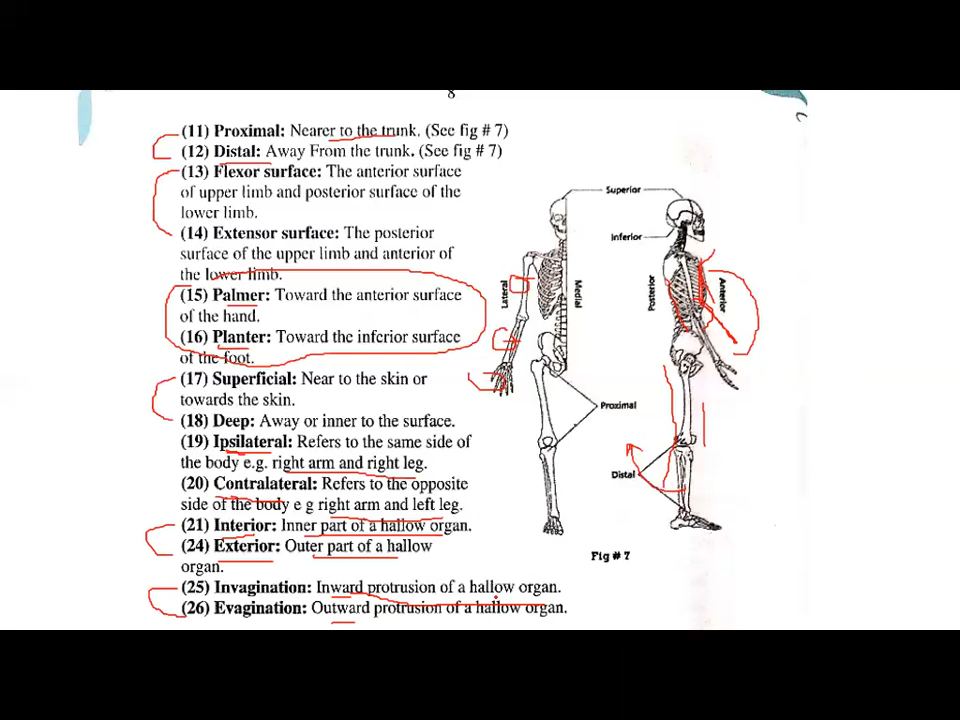 8
(11) Proximal: Nearer to the trunk. (See fig # 7)
(12) Distal: Away From the trunk. (See fig # 7)
(13) Flexor surface: The anterior surface
of upper limb and posterior surface of the
lower limb.
(14) Extensor surface: The posterior
surface of the upper limb and anterior of
the lower limb.
(15) Palmer: Toward the anterior surface
of the hand.
(16) Planter: Toward the inferior surface
of the foot.
(17) Superficial: Near to the skin or
towards the skin.
(18) Deep: Away or inner to the surface.
(19) Ipsilateral: Refers to the same side of
the body e.g. right arm and right leg.
(20) Contralateral: Refers to the opposite
side of the body e g right arm and left leg.
(21) Interior: Inner part of a hallow organ.
(24) Exterior: Outer part of a hallow
organ.
(25) Invagination: Inward protrusion of a hallow organ.
(26) Evagination: Outward protrusion of a hallow organ.
Superior
Inferior
Lateral
Medial
Posterior
Anterior
Proximal
Distal
Fig # 7